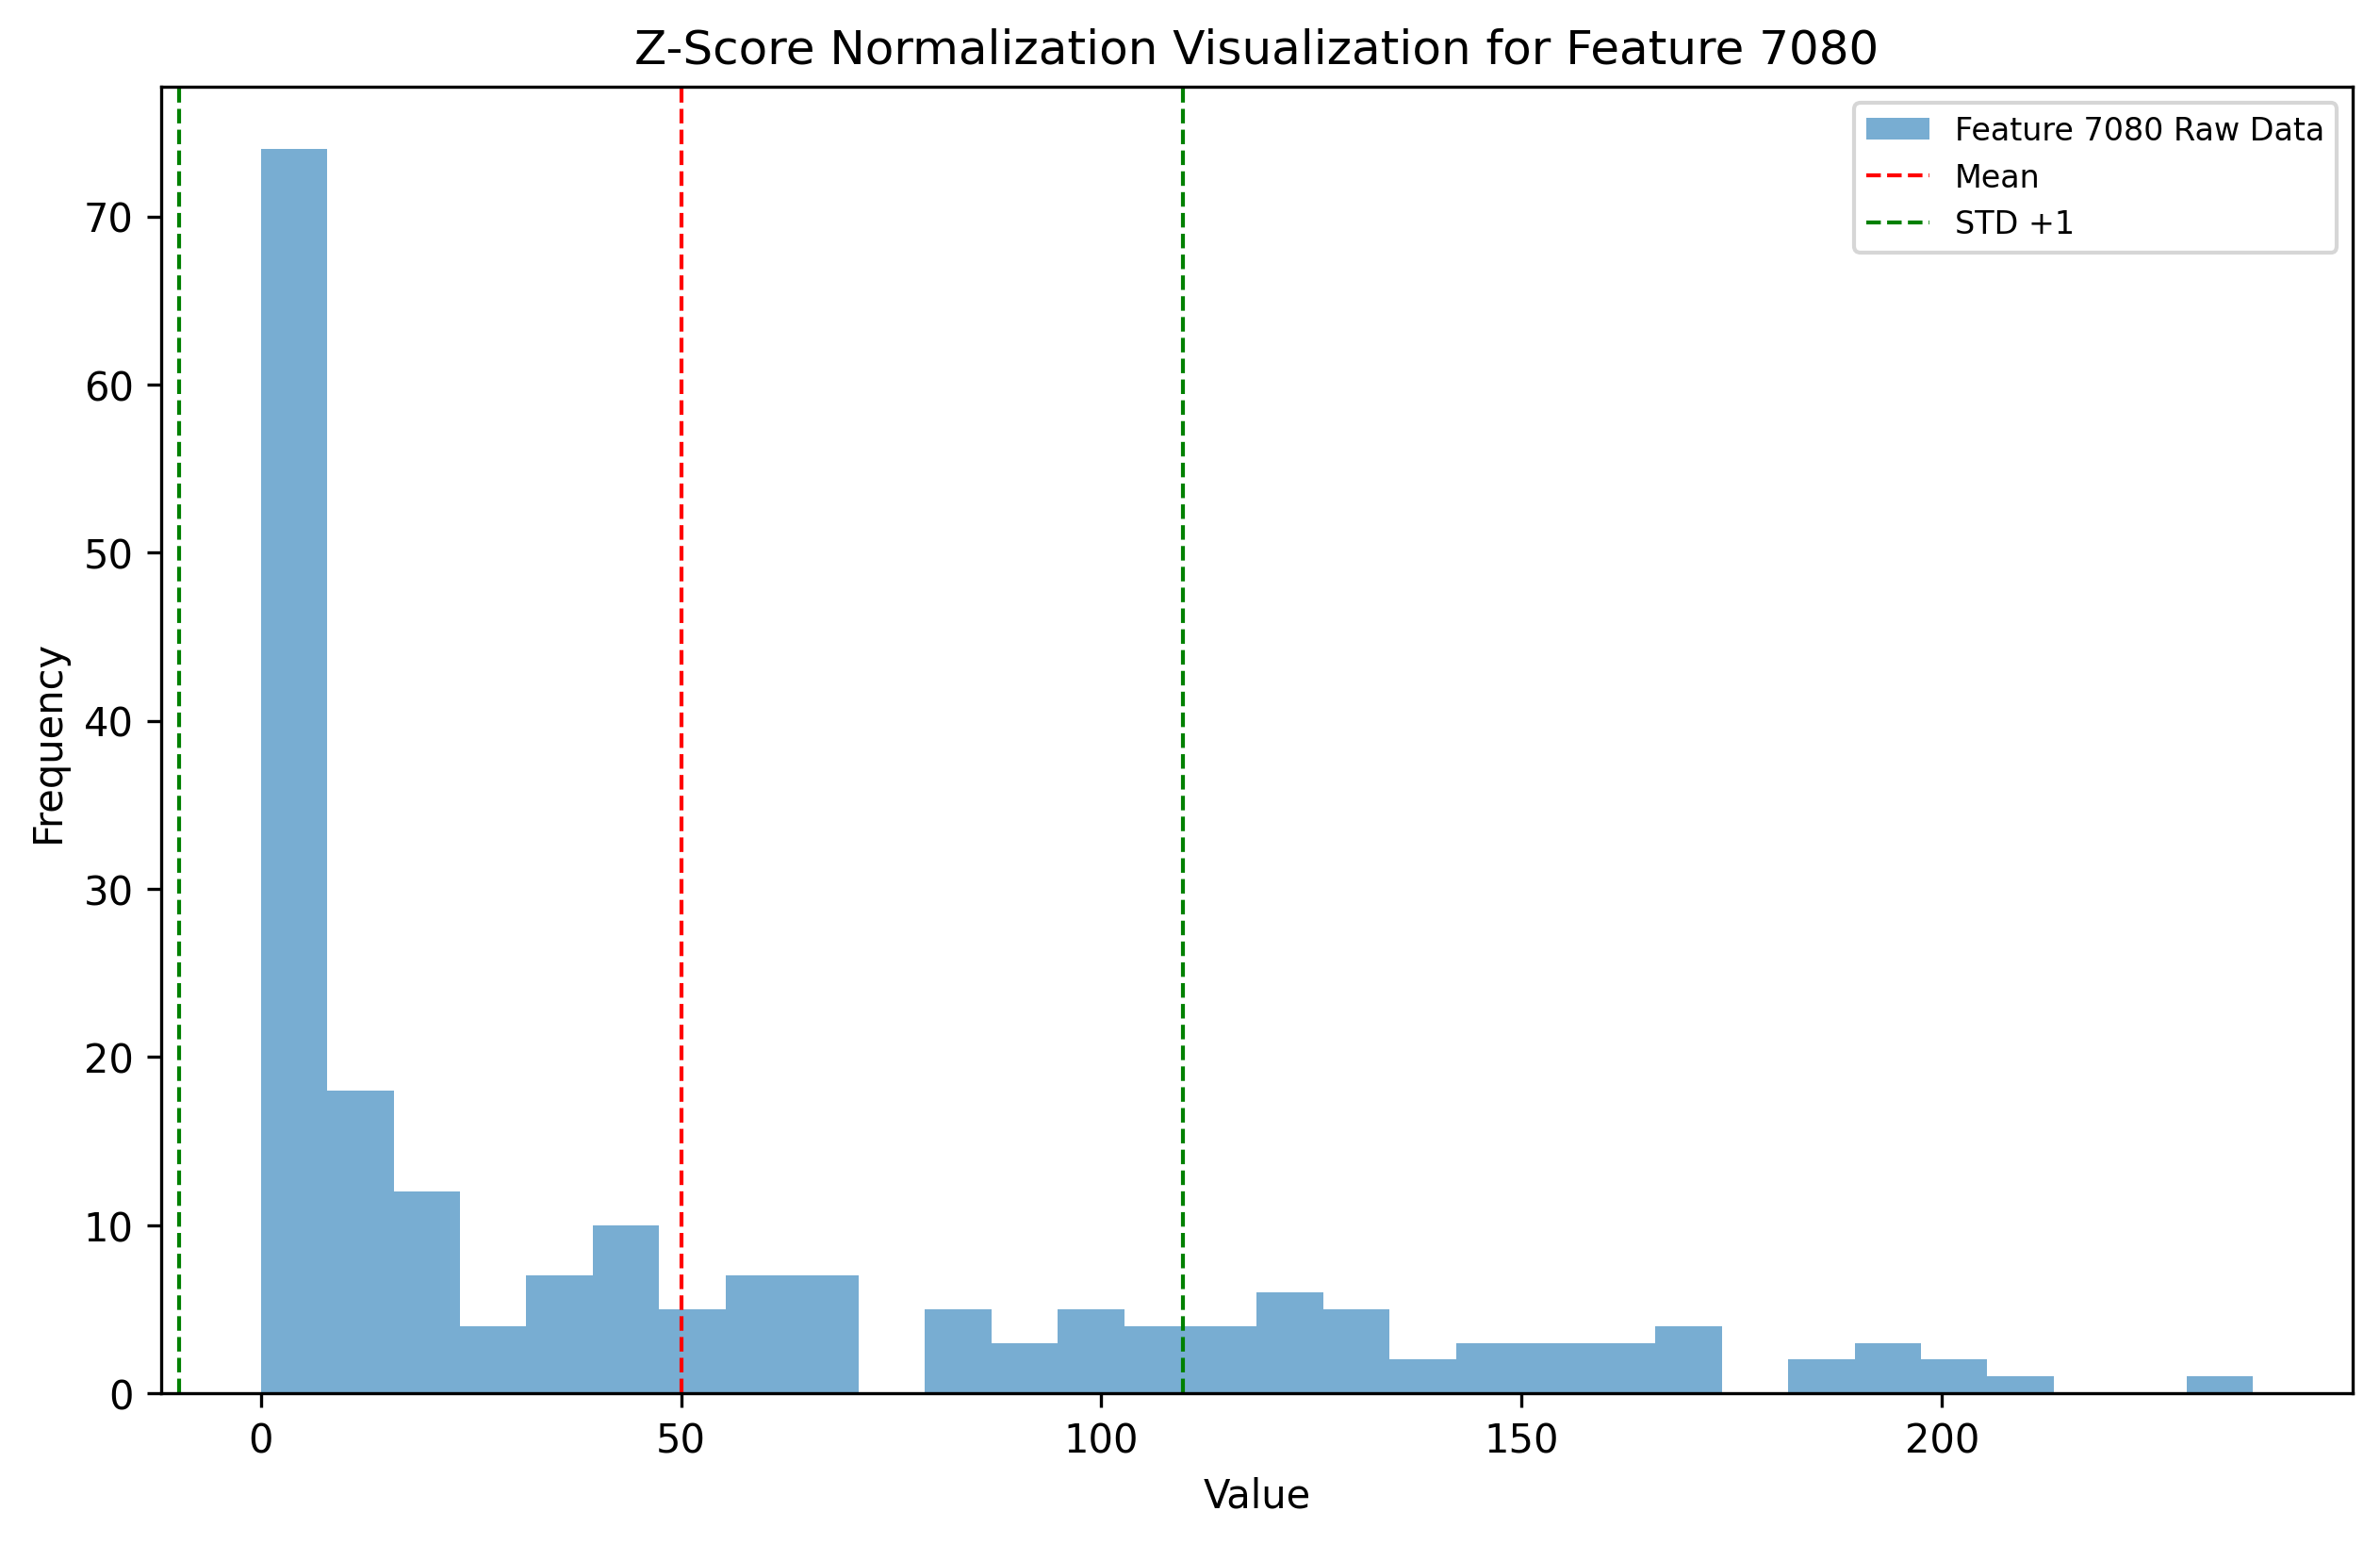 Z-Score Normalization Visualization for Feature 7080
Feature 7080 Raw Data
Mean
STD +1
70
60
50
40
30
20
10
0
Frequency
0 50 100 150 200
Value